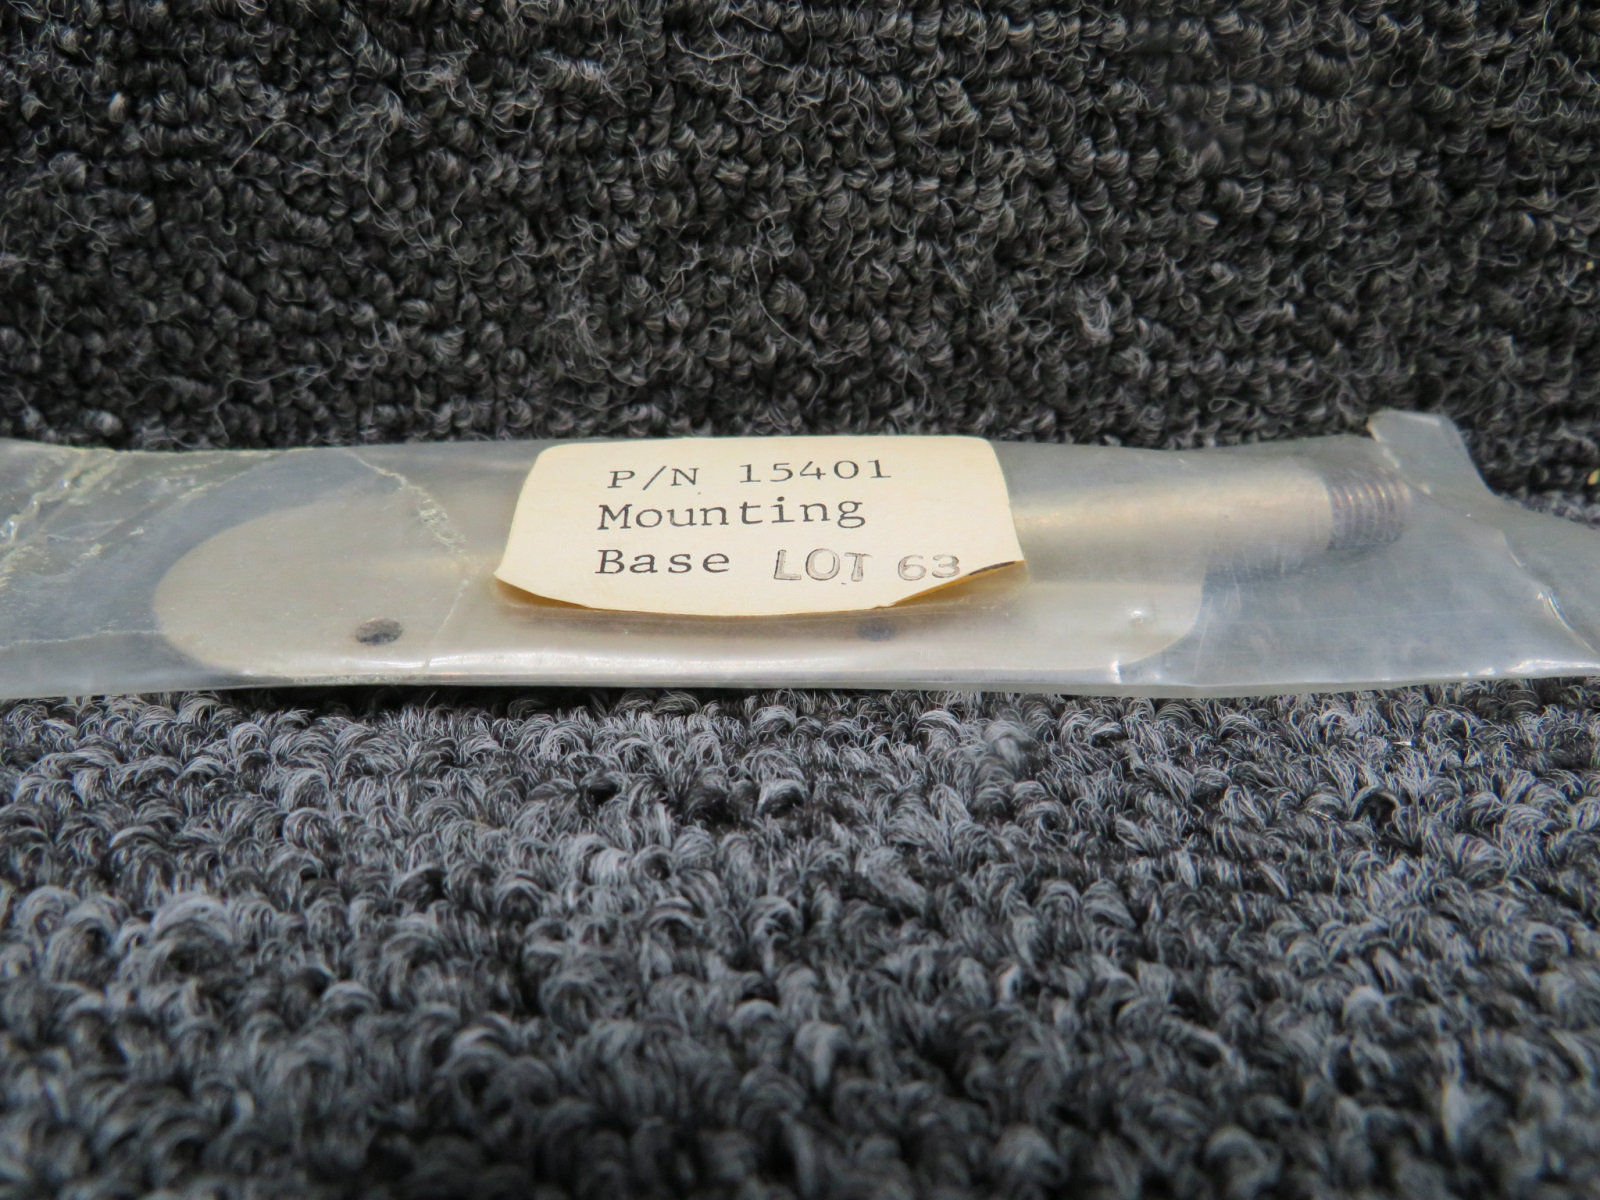 P/N 15401
Mounting
Base LOT 63